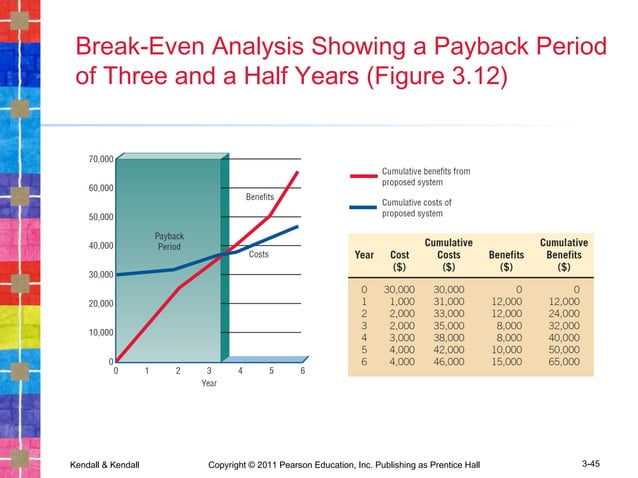 Break-Even Analysis Showing a Payback Period
of Three and a Half Years (Figure 3.12)
70,000
60,000
50,000
40,000
30,000
20,000
10,000
0
0 1 2 3 4 5 6
Year
Payback
Period
Benefits
Costs
Cumulative benefits from
proposed system
Cumulative costs of
proposed system
Cumulative Cumulative
Year Cost Costs Benefits Benefits
($) ($) ($) ($)
0 30,000 30,000 0 0
1 1,000 31,000 12,000 12,000
2 2,000 33,000 12,000 24,000
3 2,000 35,000 8,000 32,000
4 3,000 38,000 8,000 40,000
5 4,000 42,000 10,000 50,000
6 4,000 46,000 15,000 65,000
Kendall & Kendall Copyright © 2011 Pearson Education, Inc. Publishing as Prentice Hall 3-45